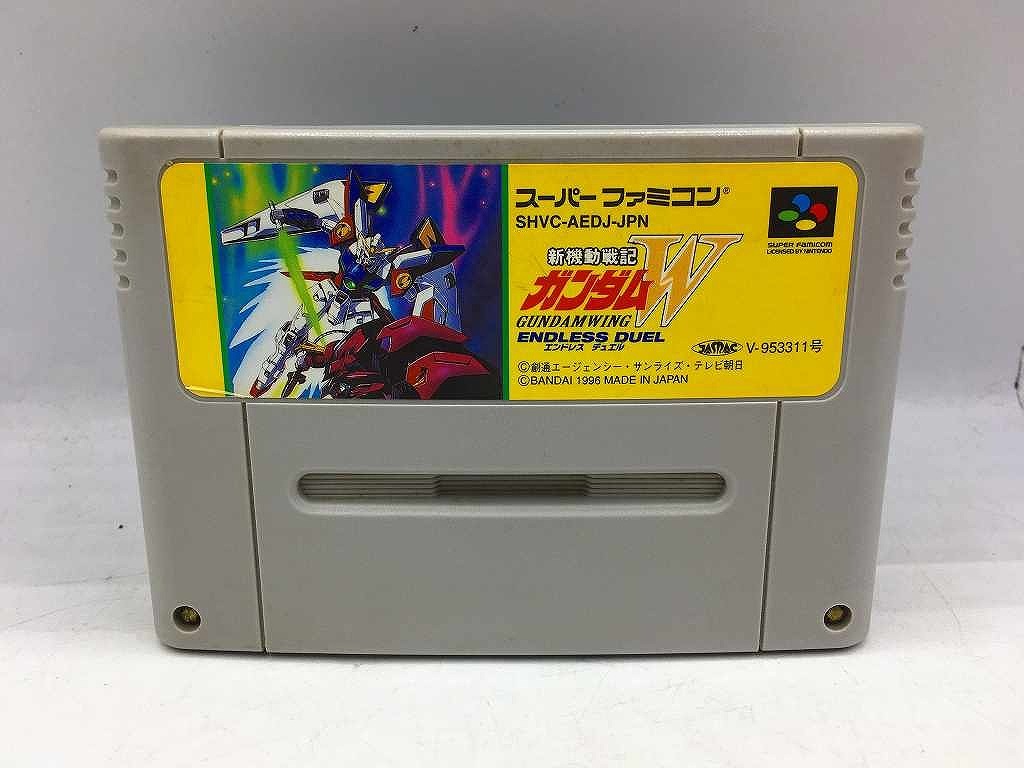 スーパーファミコン®
SHVC-AEDJ-JPN
SUPER FAMICOM
LICENSED BY NINTENDO
新機動戦記
ガンダムW
GUNDAMWING
ENDLESS DUEL
エンドレス デュエル
JASRAC V-953311号
©創通エージェンシー・サンライズ・テレビ朝日
©BANDAI 1996 MADE IN JAPAN